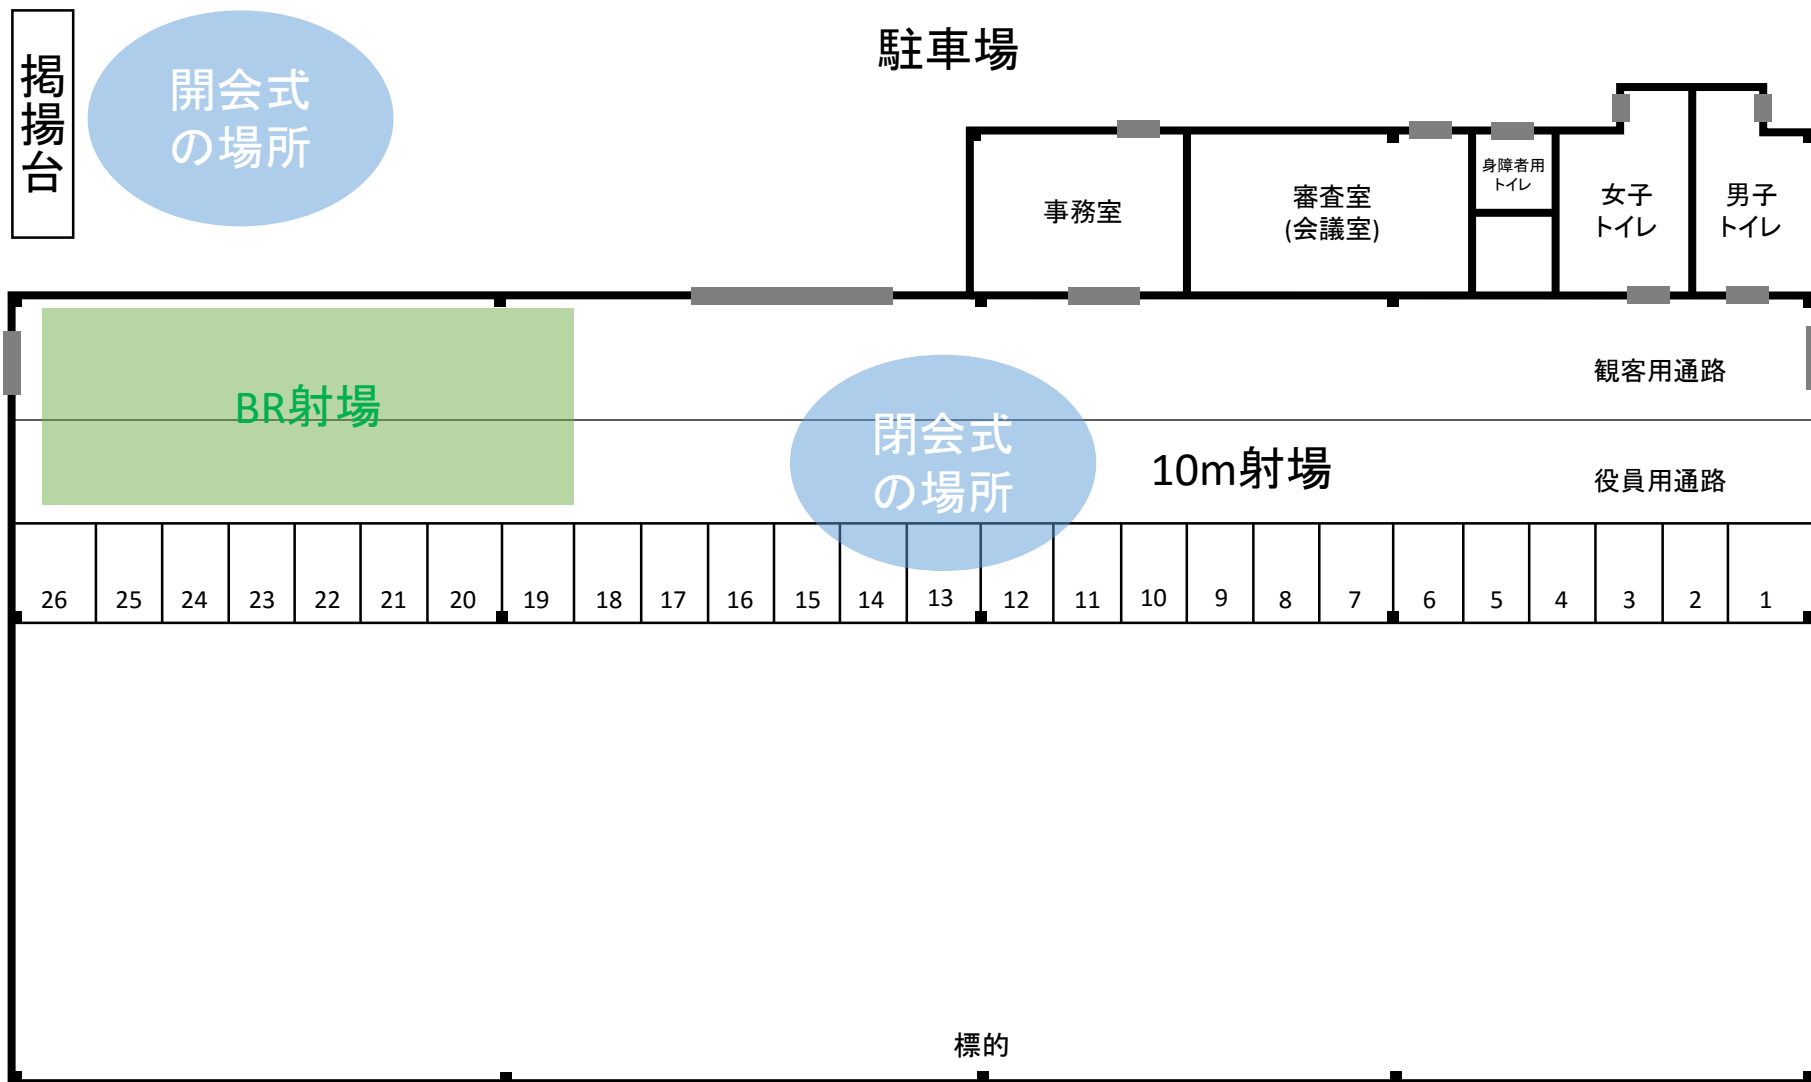 掲揚台
開会式
の場所
駐車場
事務室
審査室
(会議室)
身障者用
トイレ
女子
トイレ
男子
トイレ
BR射場
観客用通路
閉会式
の場所
10m射場
役員用通路
26 25 24 23 22 21 20 19 18 17 16 15 14 13 12 11 10 9 8 7 6 5 4 3 2 1
標的